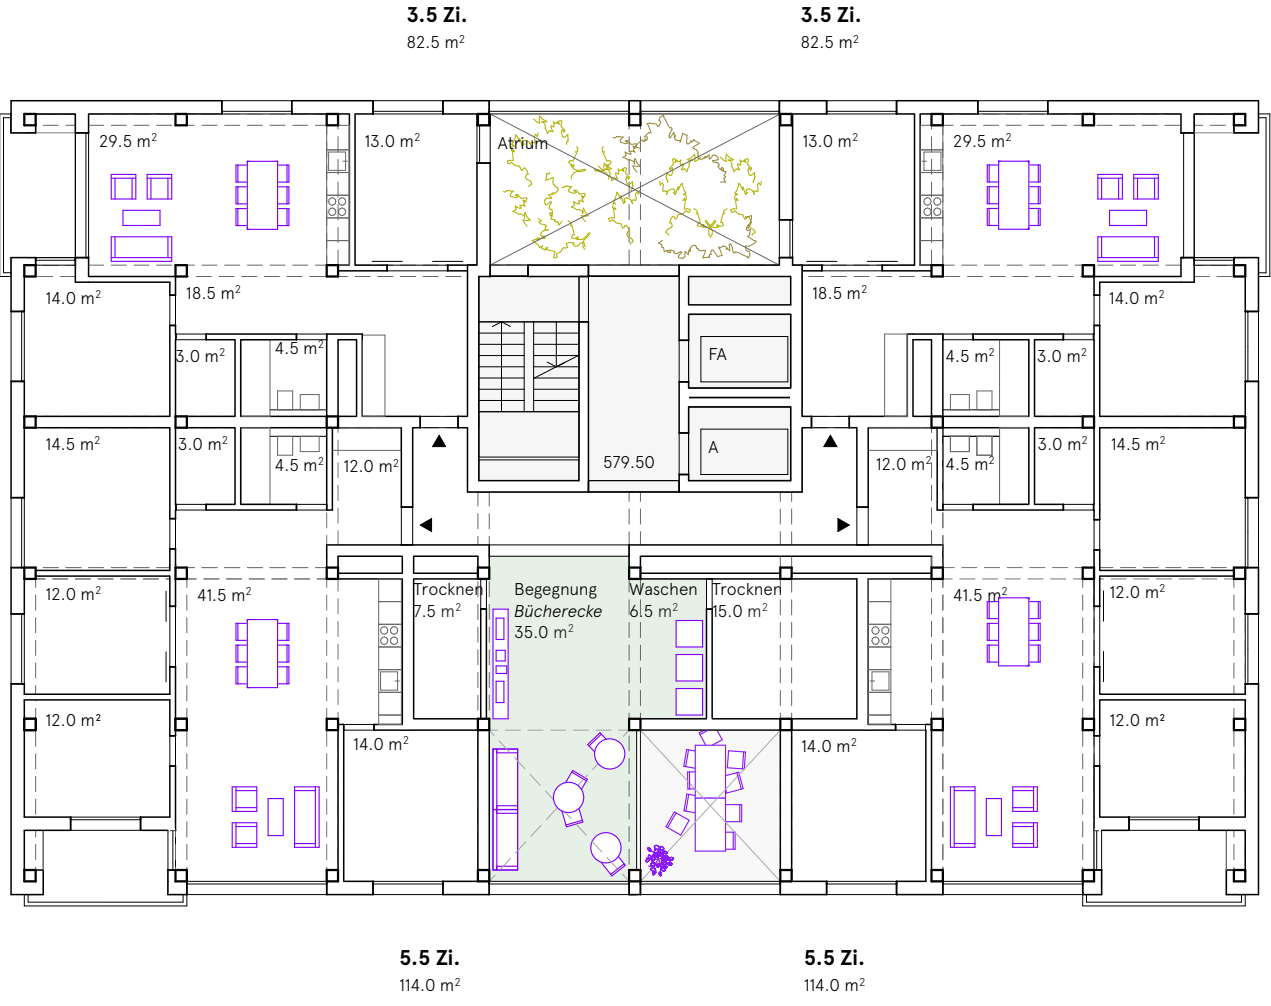 3.5 Zi.
82.5 m²
3.5 Zi.
82.5 m²
29.5 m²
13.0 m²
Atrium
13.0 m²
29.5 m²
14.0 m²
18.5 m²
18.5 m²
14.0 m²
3.0 m²
4.5 m²
FA
4.5 m²
3.0 m²
14.5 m²
3.0 m²
4.5 m²
12.0 m²
579.50
A
12.0 m²
4.5 m²
3.0 m²
14.5 m²
12.0 m²
41.5 m²
Trocknen
7.5 m²
Begegnung
Bücherecke
35.0 m²
Waschen
6.5 m²
Trocknen
15.0 m²
41.5 m²
12.0 m²
12.0 m²
14.0 m²
14.0 m²
12.0 m²
5.5 Zi.
114.0 m²
5.5 Zi.
114.0 m²